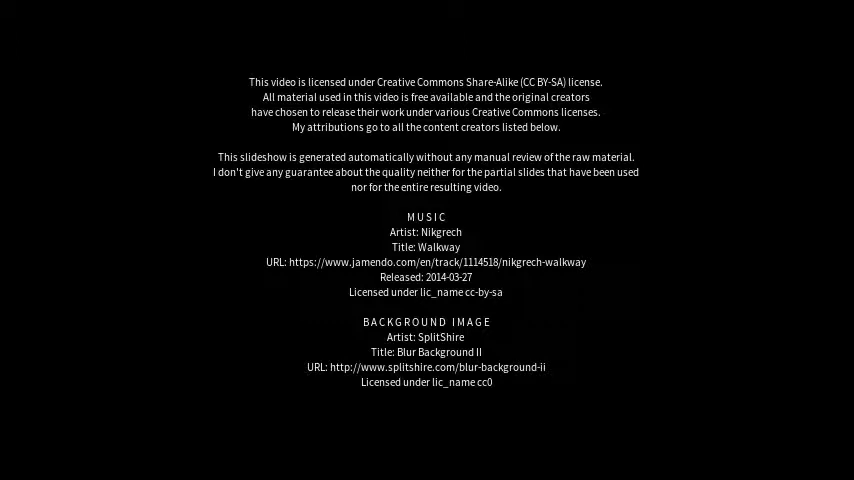 This video is licensed under Creative Commons Share-Alike (CC BY-SA) license.
All material used in this video is free available and the original creators
have chosen to release their work under various Creative Commons licenses.
My attributions go to all the content creators listed below.
This slideshow is generated automatically without any manual review of the raw material.
I don't give any guarantee about the quality neither for the partial slides that have been used
nor for the entire resulting video.
MUSIC
Artist: Nikgrech
Title: Walkway
URL: https://www.jamendo.com/en/track/1114518/nikgrech-walkway
Released: 2014-03-27
Licensed under lic_name cc-by-sa
BACKGROUND IMAGE
Artist: SplitShire
Title: Blur Background II
URL: http://www.splitshire.com/blur-background-ii
Licensed under lic_name cc0